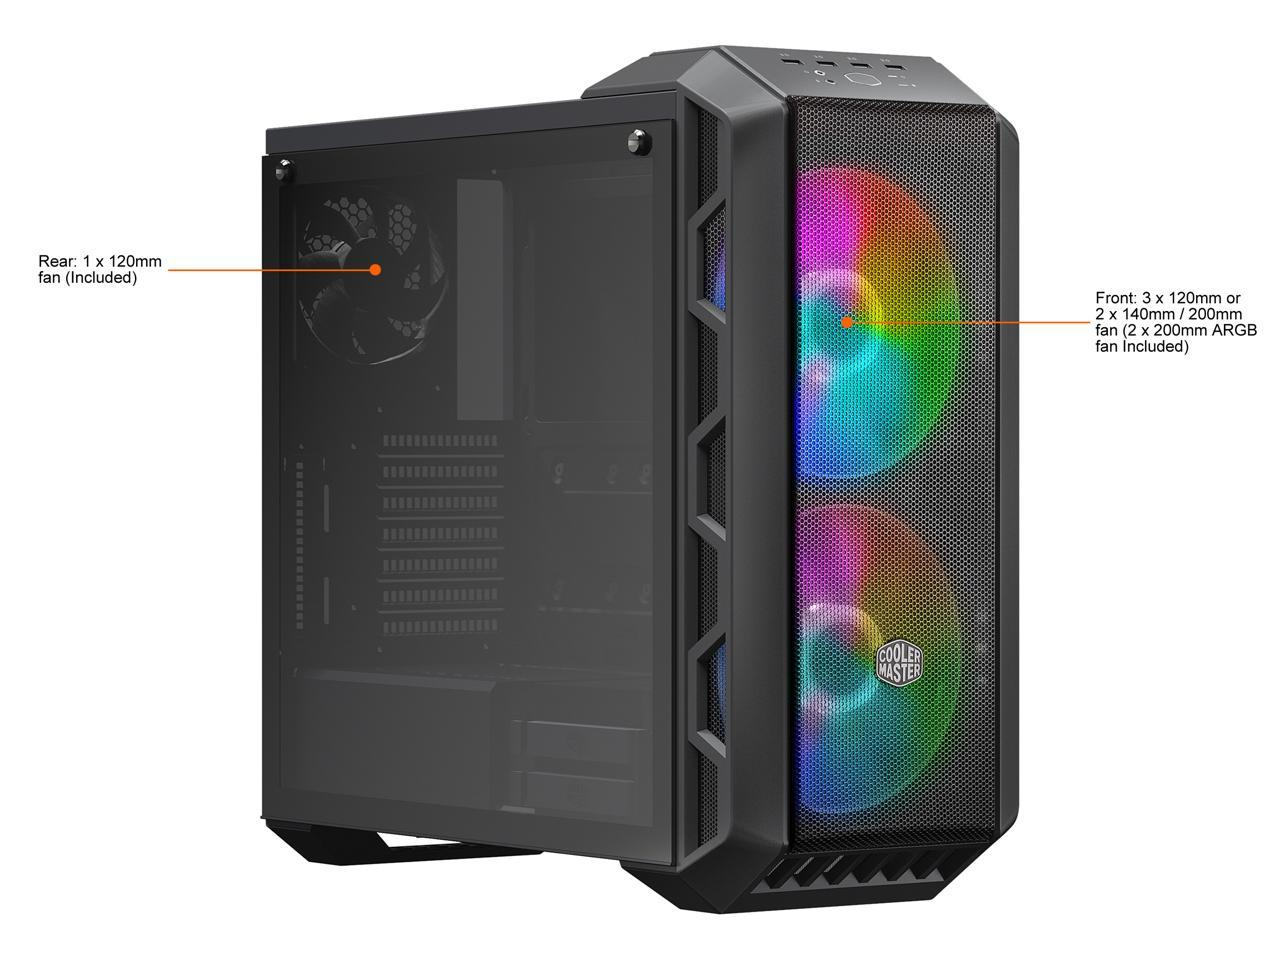 Rear: 1 x 120mm
fan (Included)
Front: 3 x 120mm or
2 x 140mm / 200mm
fan (2 x 200mm ARGB
fan Included)
COOLER
MASTER